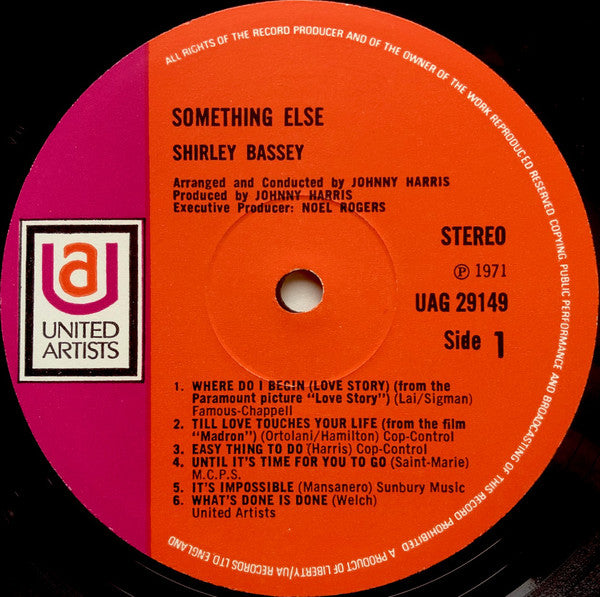 ALL RIGHTS OF THE RECORD PRODUCER AND OF THE OWNER OF THE WORK REPRODUCED RESERVED COPYING, PUBLIC PERFORMANCE AND BROADCASTING OF THIS RECORD PROHIBITED
A PRODUCT OF LIBERTY/UA RECORDS LTD, ENGLAND
SOMETHING ELSE
SHIRLEY BASSEY
Arranged and Conducted by JOHNNY HARRIS
Produced by JOHNNY HARRIS
Executive Producer: NOEL ROGERS
STEREO
℗ 1971
UAG 29149
Side 1
ua
UNITED
ARTISTS
1. WHERE DO I BEGIN (LOVE STORY) (from the
Paramount picture "Love Story") (Lai/Sigman)
Famous-Chappell
2. TILL LOVE TOUCHES YOUR LIFE (from the film
"Madron") (Ortolani/Hamilton) Cop-Control
3. EASY THING TO DO (Harris) Cop-Control
4. UNTIL IT'S TIME FOR YOU TO GO (Saint-Marie)
M.C.P.S.
5. IT'S IMPOSSIBLE (Mansanero) Sunbury Music
6. WHAT'S DONE IS DONE (Welch)
United Artists